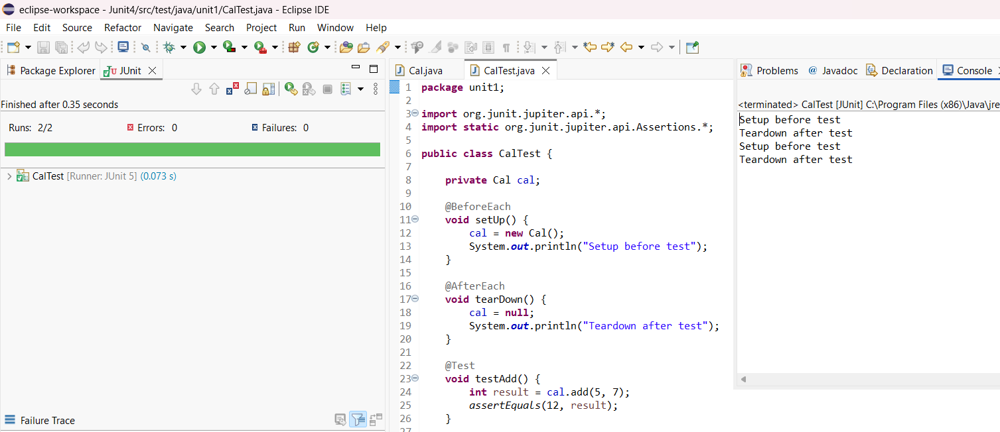 eclipse-workspace - Junit4/src/test/java/unit1/CalTest.java - Eclipse IDE
File Edit Source Refactor Navigate Search Project Run Window Help
Package Explorer JUnit
Finished after 0.35 seconds
Runs: 2/2 Errors: 0 Failures: 0
CalTest [Runner: JUnit 5] (0.073 s)
Failure Trace
Cal.java CalTest.java
1 package unit1;
2
3 import org.junit.jupiter.api.*;
4 import static org.junit.jupiter.api.Assertions.*;
5
6 public class CalTest {
7
8     private Cal cal;
9
10     @BeforeEach
11     void setUp() {
12         cal = new Cal();
13         System.out.println("Setup before test");
14     }
15
16     @AfterEach
17     void tearDown() {
18         cal = null;
19         System.out.println("Teardown after test");
20     }
21
22     @Test
23     void testAdd() {
24         int result = cal.add(5, 7);
25         assertEquals(12, result);
26     }
27
Problems Javadoc Declaration Console
<terminated> CalTest [JUnit] C:\Program Files (x86)\Java\jre
Setup before test
Teardown after test
Setup before test
Teardown after test